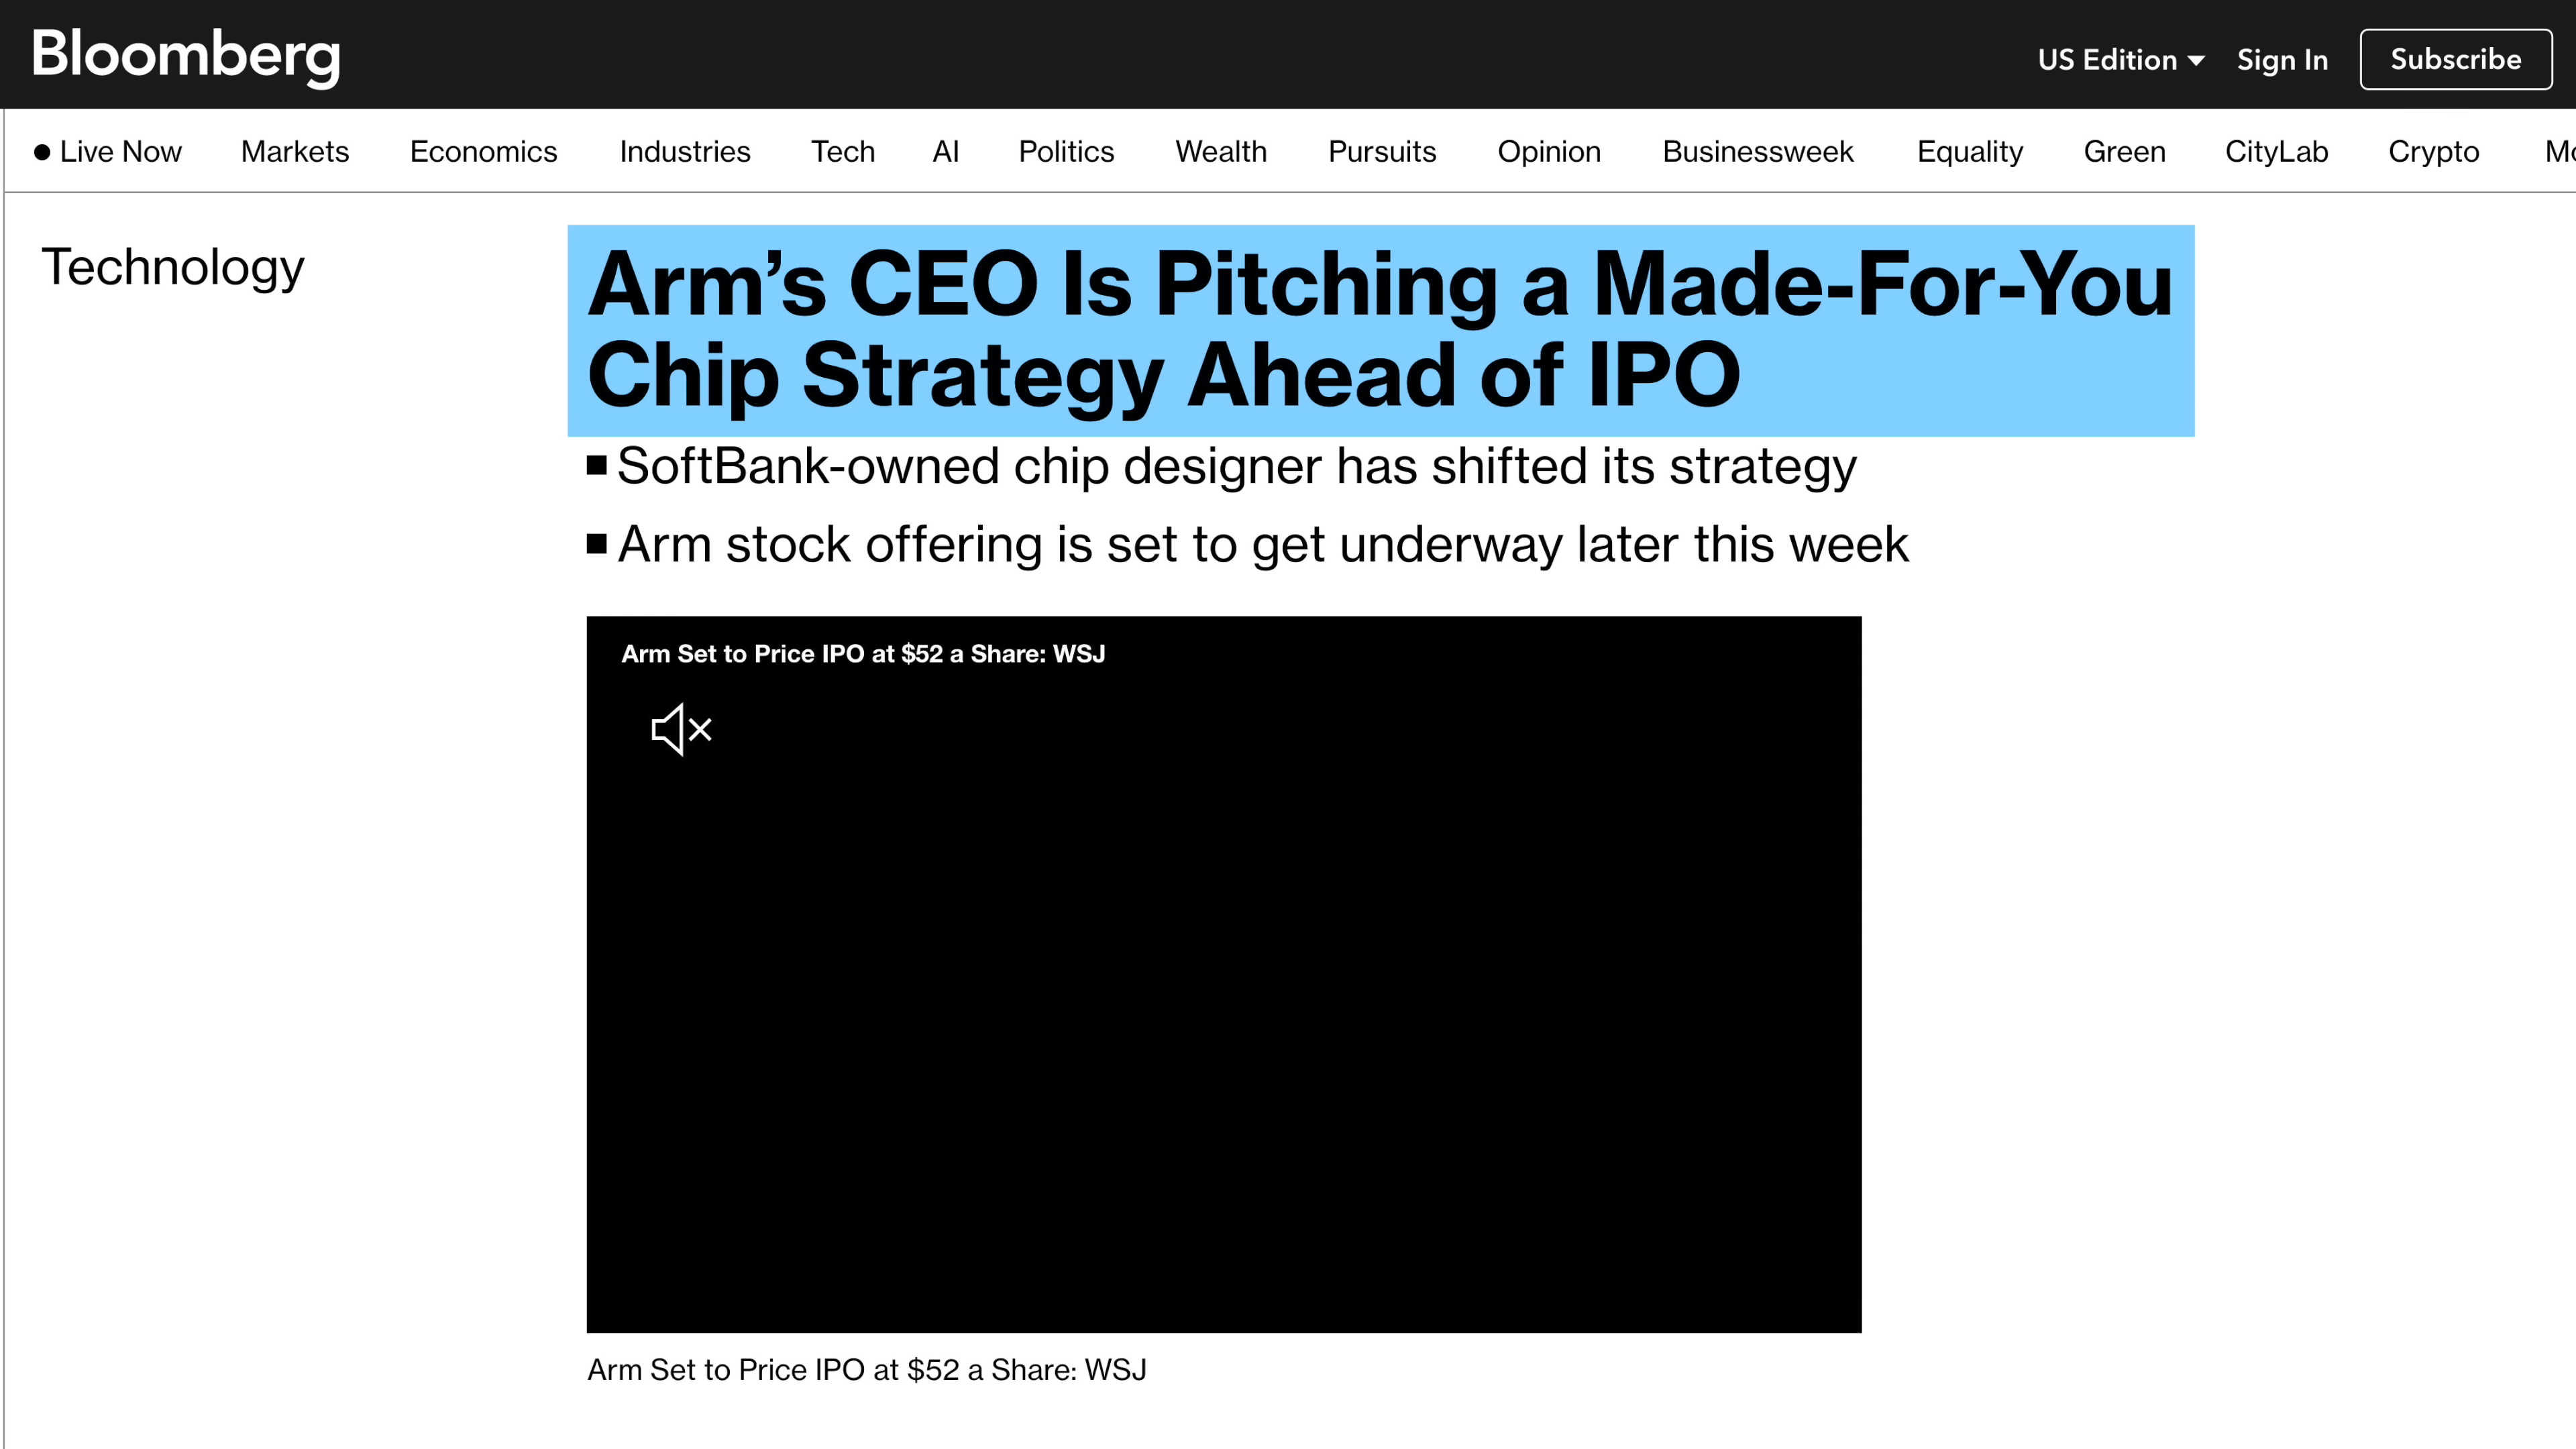 Bloomberg
US Edition Sign In Subscribe
Live Now Markets Economics Industries Tech AI Politics Wealth Pursuits Opinion Businessweek Equality Green CityLab Crypto
Technology
Arm’s CEO Is Pitching a Made-For-You
Chip Strategy Ahead of IPO
SoftBank-owned chip designer has shifted its strategy
Arm stock offering is set to get underway later this week
Arm Set to Price IPO at $52 a Share: WSJ
Arm Set to Price IPO at $52 a Share: WSJ